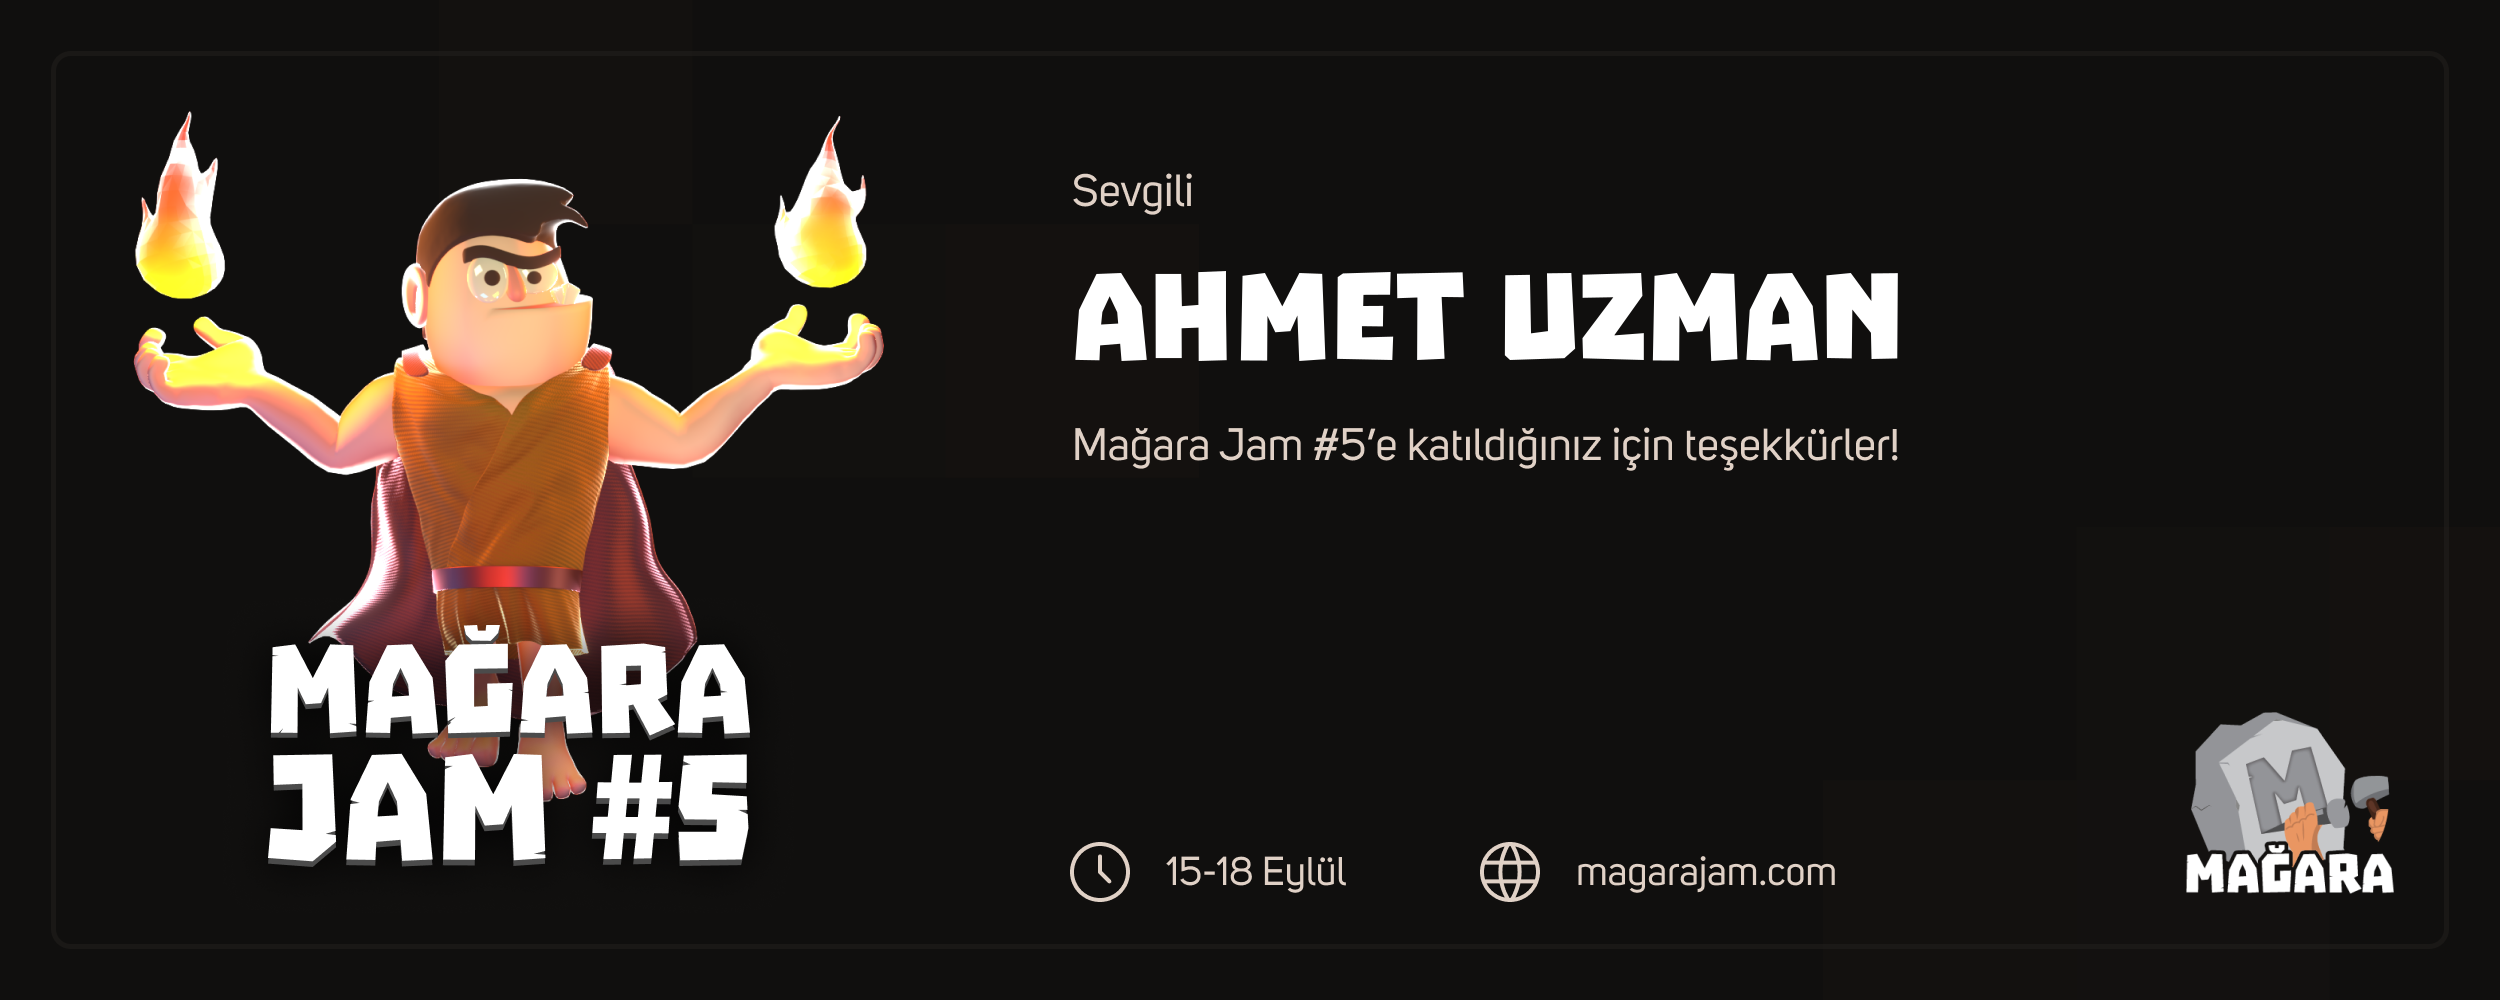 Sevgili
AHMET UZMAN
Mağara Jam #5’e katıldığınız için teşekkürler!
MAĞARA
JAM #5
15-18 Eylül
magarajam.com
M
MAĞARA